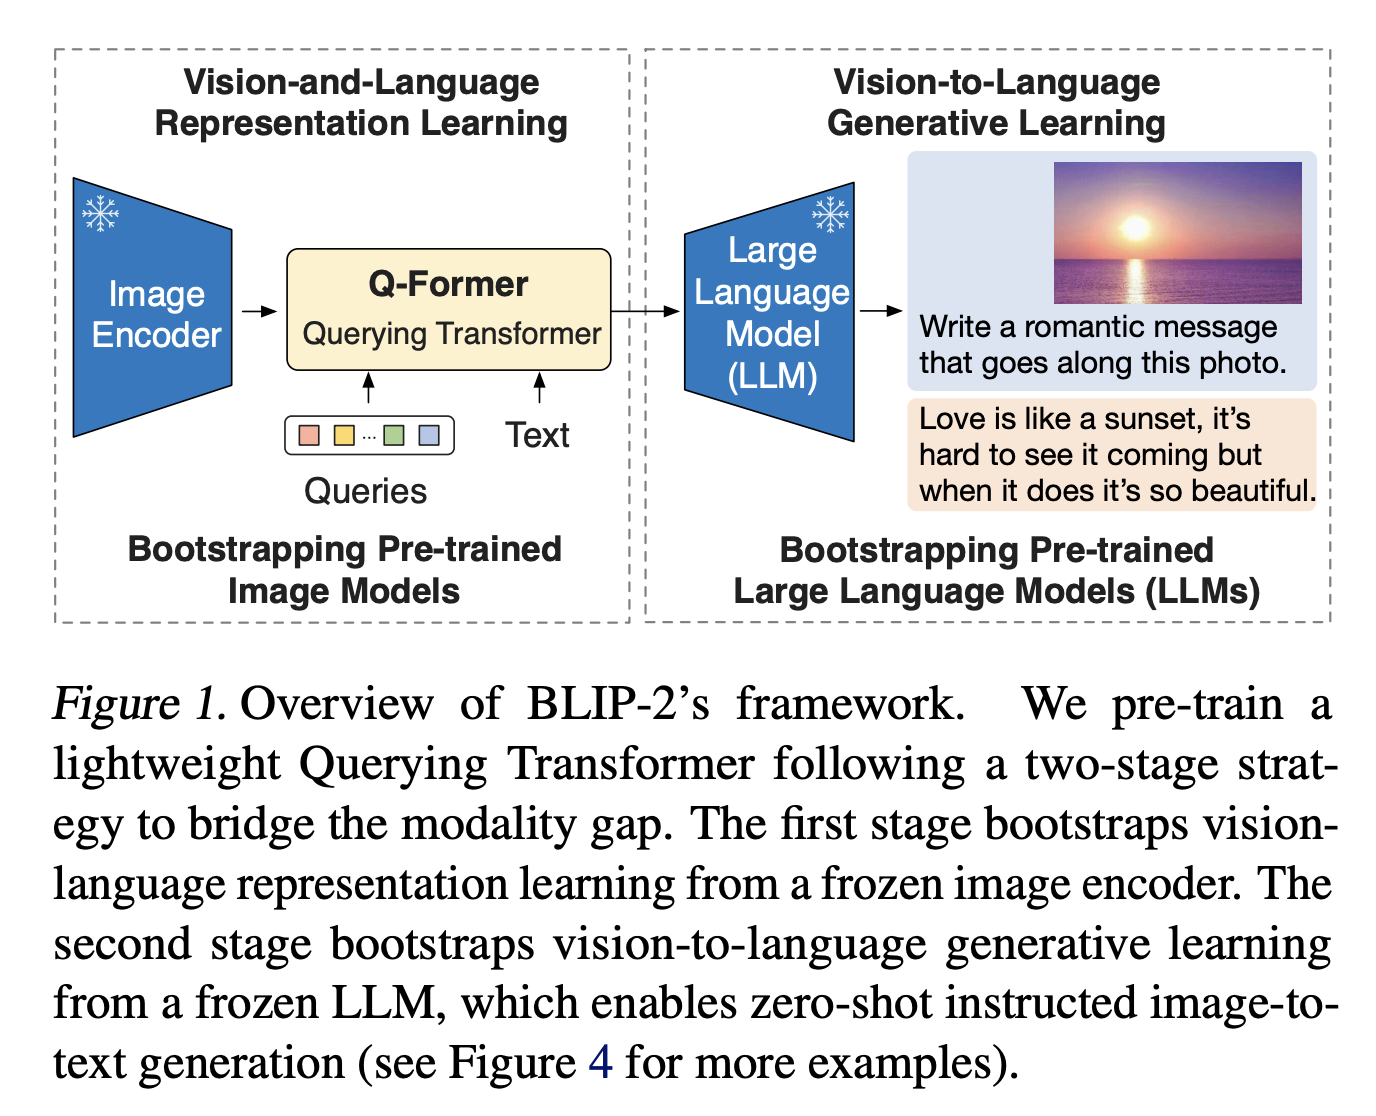 Vision-and-Language
Representation Learning
Image
Encoder
Q-Former
Querying Transformer
...
Queries
Text
Bootstrapping Pre-trained
Image Models
Vision-to-Language
Generative Learning
Large
Language
Model
(LLM)
Write a romantic message
that goes along this photo.
Love is like a sunset, it's
hard to see it coming but
when it does it's so beautiful.
Bootstrapping Pre-trained
Large Language Models (LLMs)
Figure 1. Overview of BLIP-2's framework. We pre-train a
lightweight Querying Transformer following a two-stage strat-
egy to bridge the modality gap. The first stage bootstraps vision-
language representation learning from a frozen image encoder. The
second stage bootstraps vision-to-language generative learning
from a frozen LLM, which enables zero-shot instructed image-to-
text generation (see Figure 4 for more examples).